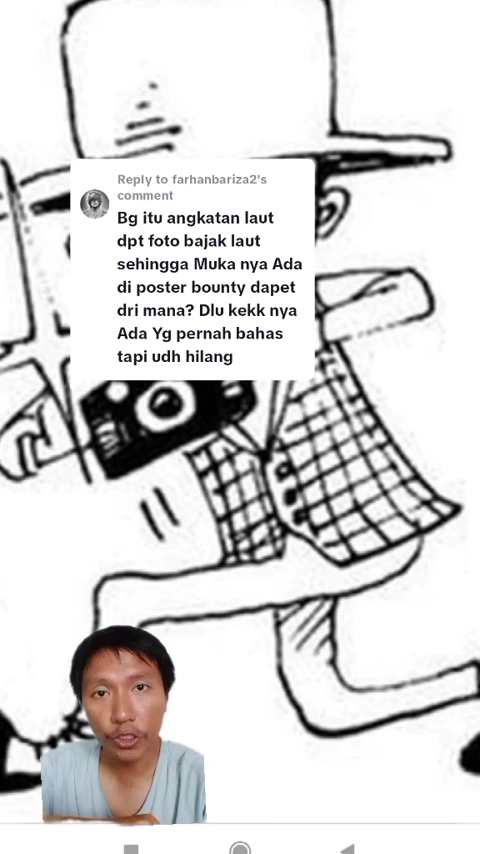 Reply to farhanbariza2's
comment
Bg itu angkatan laut
dpt foto bajak laut
sehingga Muka nya Ada
di poster bounty dapet
dri mana? Dlu kekk nya
Ada Yg pernah bahas
tapi udh hilang